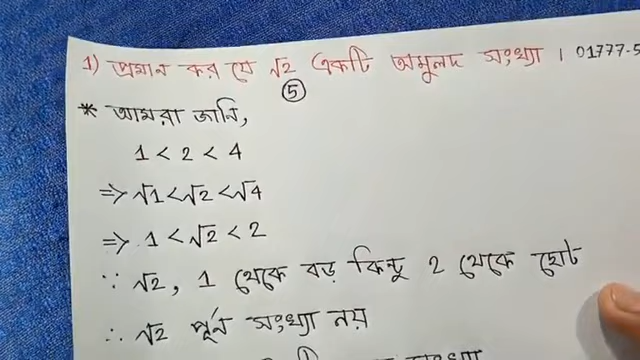 1) প্রমান কর যে √2 একটি অমূলদ সংখ্যা । 01777-5
5
* আমরা জানি,
1 < 2 < 4
⇒ √1 < √2 < √4
⇒ 1 < √2 < 2
∵ √2, 1 থেকে বড় কিন্তু 2 থেকে ছোট
∴ √2 পূর্ন সংখ্যা নয়